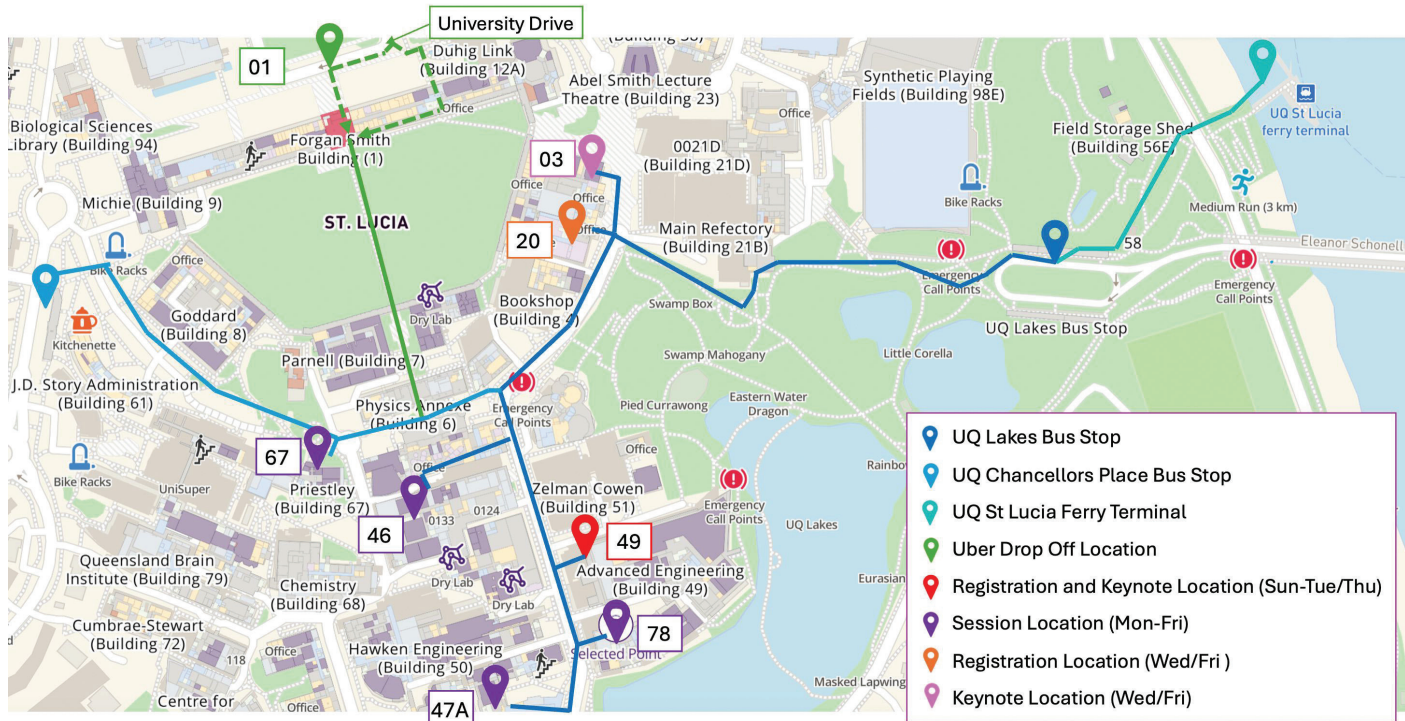 University Drive
01
Duhig Link
(Building 12A)
Office
(Building 38)
Abel Smith Lecture
Theatre (Building 23)
Synthetic Playing
Fields (Building 98E)
Office
UQ St Lucia
ferry terminal
Biological Sciences
Library (Building 94)
Forgan Smith
Building (1)
03
0021D
(Building 21D)
Field Storage Shed
(Building 56E)
Michie (Building 9)
Office
Office
Bike Racks
Medium Run (3 km)
ST. LUCIA
20
Office
Main Refectory
(Building 21B)
58
Eleanor Schonell
Bike Racks
Office
Emergency
Call Points
Emergency
Call Points
Goddard
(Building 8)
Dry Lab
Bookshop
(Building 4)
Swamp Box
UQ Lakes Bus Stop
Kitchenette
Parnell (Building 7)
Swamp Mahogany
Little Corella
J.D. Story Administration
(Building 61)
Physics Annexe
(Building 6)
Emergency
Call Points
Pied Currawong
Eastern Water
Dragon
67
Office
Office
Bike Racks
UniSuper
Priestley
(Building 67)
Zelman Cowen
(Building 51)
Emergency
Call Points
UQ Lakes
46
0133
0124
49
Queensland Brain
Institute (Building 79)
Chemistry
(Building 68)
Dry Lab
Dry Lab
Advanced Engineering
(Building 49)
Eurasian
Cumbrae-Stewart
(Building 72)
118
Office
Hawken Engineering
(Building 50)
78
Selected Point
Centre for
Office
47A
Masked Lapwing
UQ Lakes Bus Stop
UQ Chancellors Place Bus Stop
UQ St Lucia Ferry Terminal
Uber Drop Off Location
Registration and Keynote Location (Sun-Tue/Thu)
Session Location (Mon-Fri)
Registration Location (Wed/Fri )
Keynote Location (Wed/Fri)